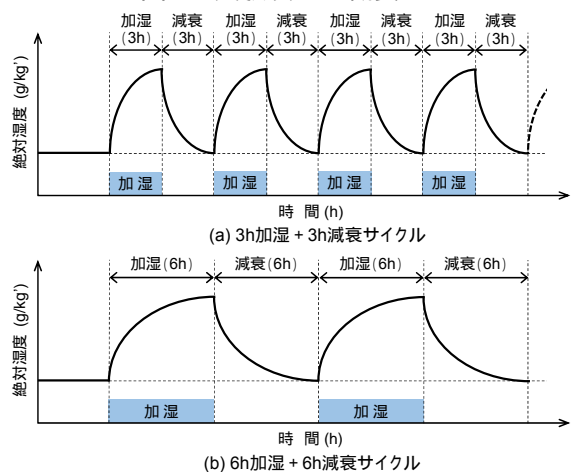 加湿 減衰 加湿 減衰 加湿 減衰 加湿 減衰
(3h) (3h) (3h) (3h) (3h) (3h) (3h) (3h)
絶対湿度 (g/kg')
加 湿 加 湿 加 湿 加 湿
時 間 (h)
(a) 3h加湿 + 3h減衰サイクル
加湿(6h) 減衰(6h) 加湿(6h) 減衰(6h)
絶対湿度 (g/kg')
加 湿 加 湿
時 間 (h)
(b) 6h加湿 + 6h減衰サイクル